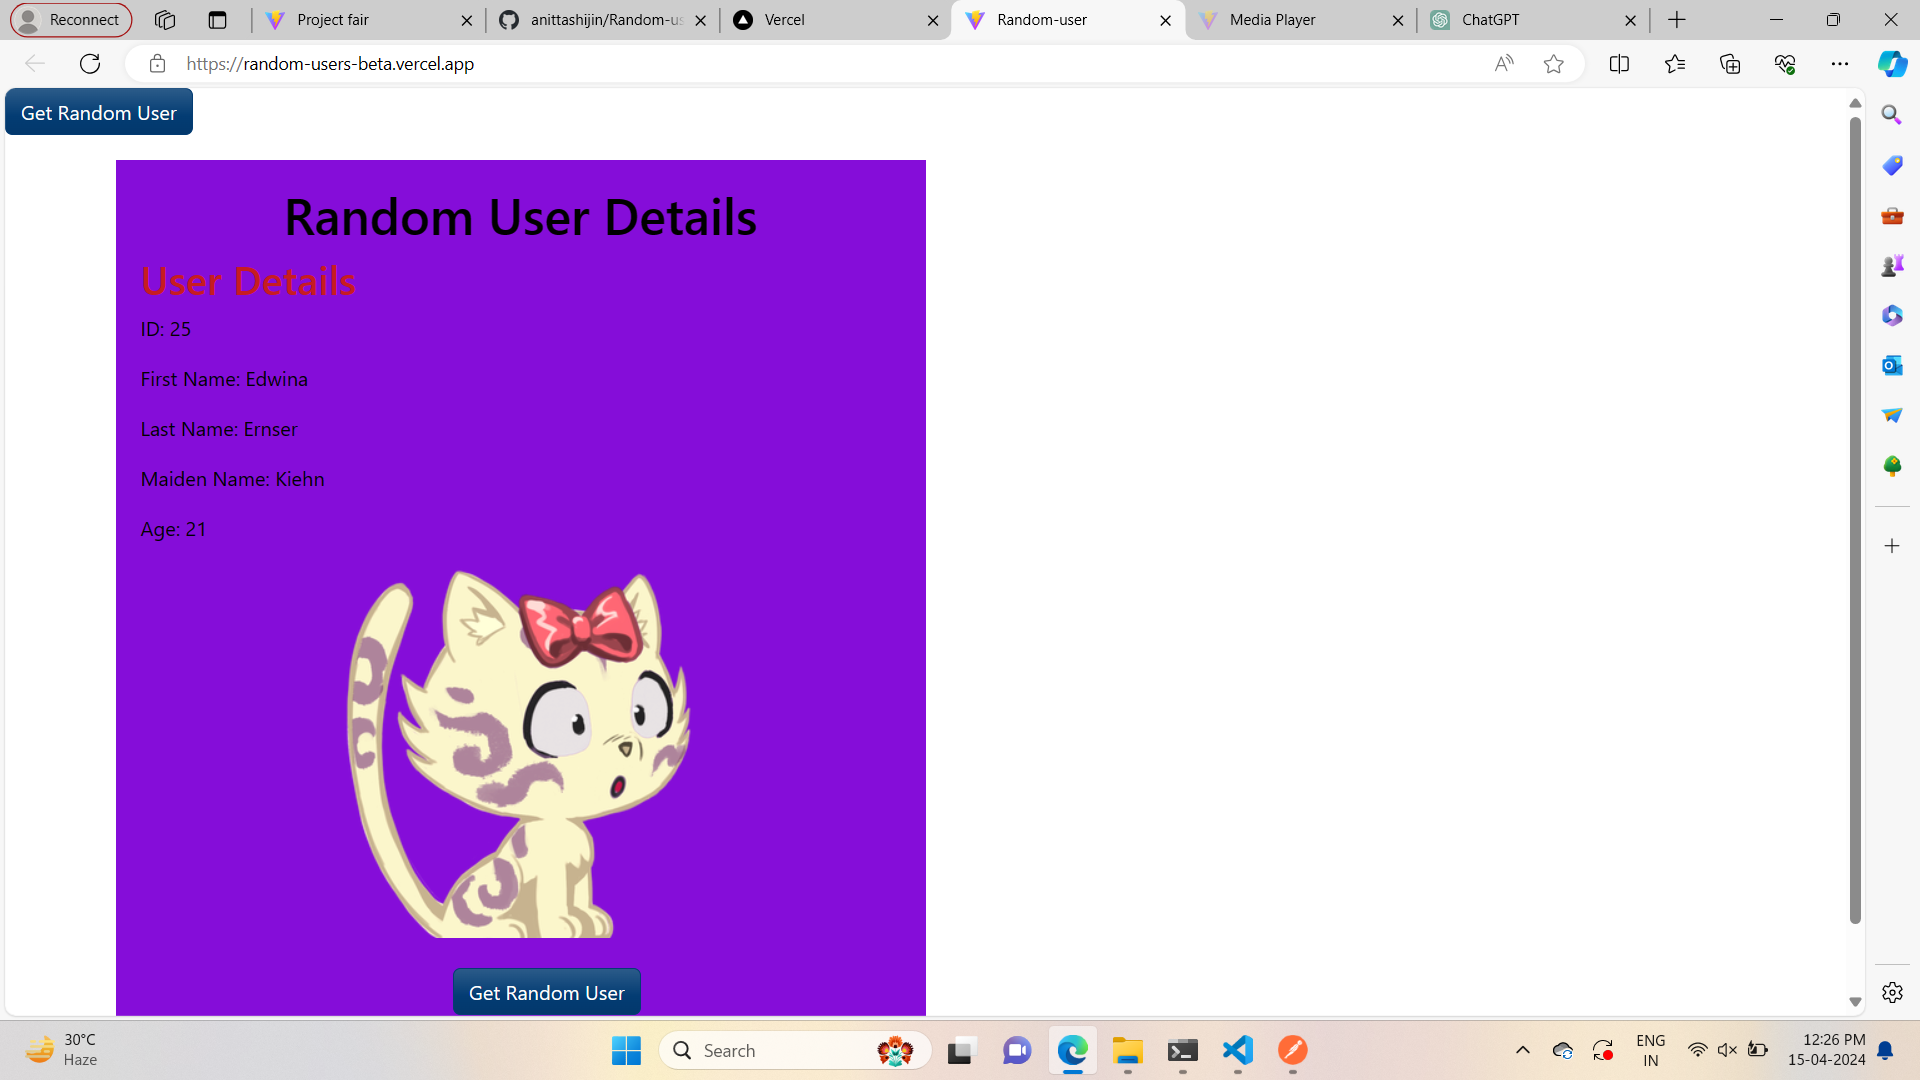 Reconnect
Project fair
anittashijin/Random-us
Vercel
Random-user
Media Player
ChatGPT
https://random-users-beta.vercel.app
Get Random User
Random User Details
User Details
ID: 25
First Name: Edwina
Last Name: Ernser
Maiden Name: Kiehn
Age: 21
Get Random User
30°C
Haze
Search
ENG
IN
12:26 PM
15-04-2024